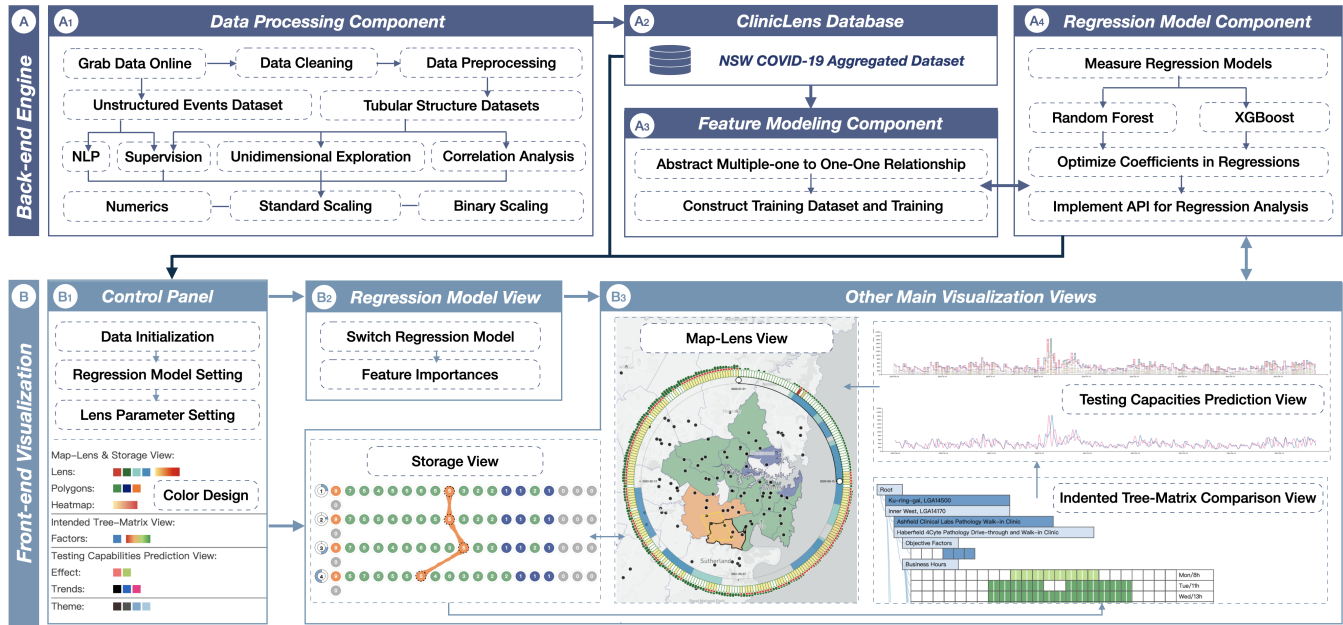 A
Back-end Engine
A1
Data Processing Component
Grab Data Online
Data Cleaning
Data Preprocessing
Unstructured Events Dataset
Tubular Structure Datasets
NLP
Supervision
Unidimensional Exploration
Correlation Analysis
Numerics
Standard Scaling
Binary Scaling
A2
ClinicLens Database
NSW COVID-19 Aggregated Dataset
A3
Feature Modeling Component
Abstract Multiple-one to One-One Relationship
Construct Training Dataset and Training
A4
Regression Model Component
Measure Regression Models
Random Forest
XGBoost
Optimize Coefficients in Regressions
Implement API for Regression Analysis
B
Front-end Visualization
B1
Control Panel
Data Initialization
Regression Model Setting
Lens Parameter Setting
Map-Lens & Storage View:
Lens:
Polygons:
Color Design
Heatmap:
Intended Tree-Matrix View:
Factors:
Testing Capabilities Prediction View:
Effect:
Trends:
Theme:
B2
Regression Model View
Switch Regression Model
Feature Importances
Storage View
B3
Other Main Visualization Views
Map-Lens View
Sutherland
Testing Capacities Prediction View
Indented Tree-Matrix Comparison View
Root
Ku-ring-gai, LGA14500
Inner West, LGA14170
Ashfield Clinical Labs Pathology Walk-in Clinic
Haberfield 4Cyte Pathology Drive-through and Walk-in Clinic
Objective Factors
Business Hours
Mon/8h
Tue/11h
Wed/13h